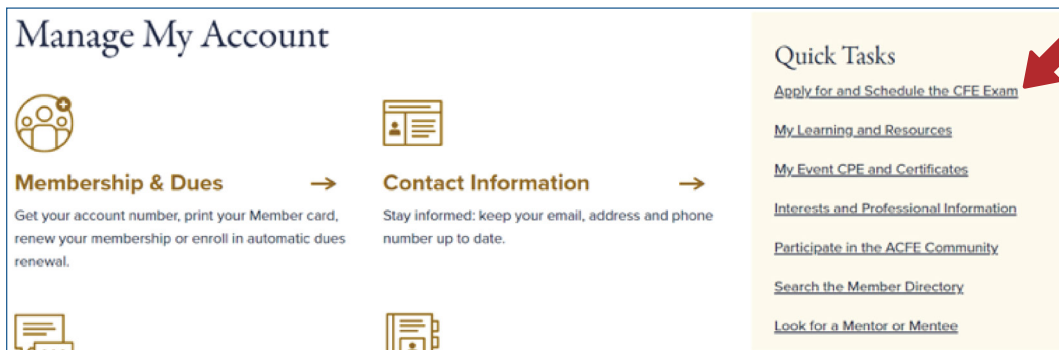 Manage My Account
Membership & Dues
Get your account number, print your Member card,
renew your membership or enroll in automatic dues
renewal.
Contact Information
Stay informed: keep your email, address and phone
number up to date.
Quick Tasks
Apply for and Schedule the CFE Exam
My Learning and Resources
My Event CPE and Certificates
Interests and Professional Information
Participate in the ACFE Community
Search the Member Directory
Look for a Mentor or Mentee